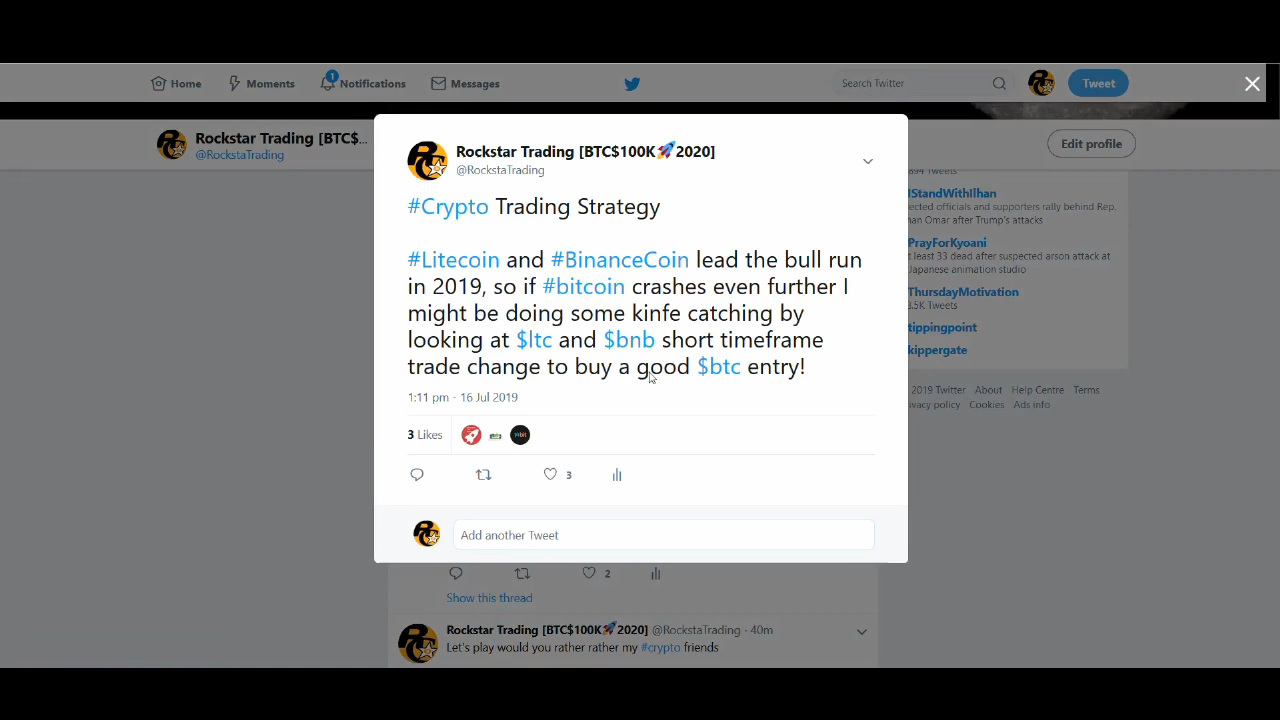 Home
Moments
1
Notifications
Messages
Search Twitter
Tweet
Rockstar Trading [BTC$...
@RockstaTrading
Edit profile
Rockstar Trading [BTC$100K🚀2020]
@RockstaTrading
#Crypto Trading Strategy
#Litecoin and #BinanceCoin lead the bull run
in 2019, so if #bitcoin crashes even further I
might be doing some kinfe catching by
looking at $ltc and $bnb short timeframe
trade change to buy a good $btc entry!
1:11 pm - 16 Jul 2019
3 Likes
3
Add another Tweet
Tweets
IStandWithIlhan
ected officials and supporters rally behind Rep.
an Omar after Trump's attacks
PrayForKyoani
t least 33 dead after suspected arson attack at
Japanese animation studio
ThursdayMotivation
.5K Tweets
tippingpoint
kippergate
2019 Twitter About Help Centre Terms
ivacy policy Cookies Ads info
2
Show this thread
Rockstar Trading [BTC$100K🚀2020] @RockstaTrading · 40m
Let's play would you rather rather my #crypto friends